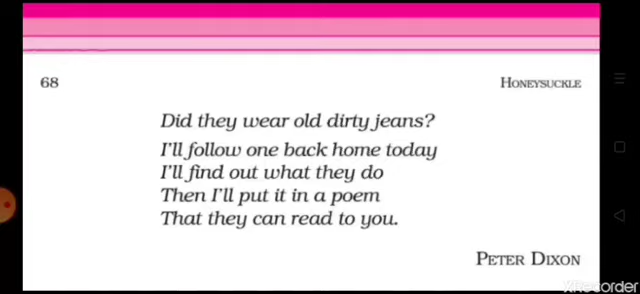 68 HONEYSUCKLE
Did they wear old dirty jeans?
I'll follow one back home today
I'll find out what they do
Then I'll put it in a poem
That they can read to you.
PETER DIXON
XRecorder